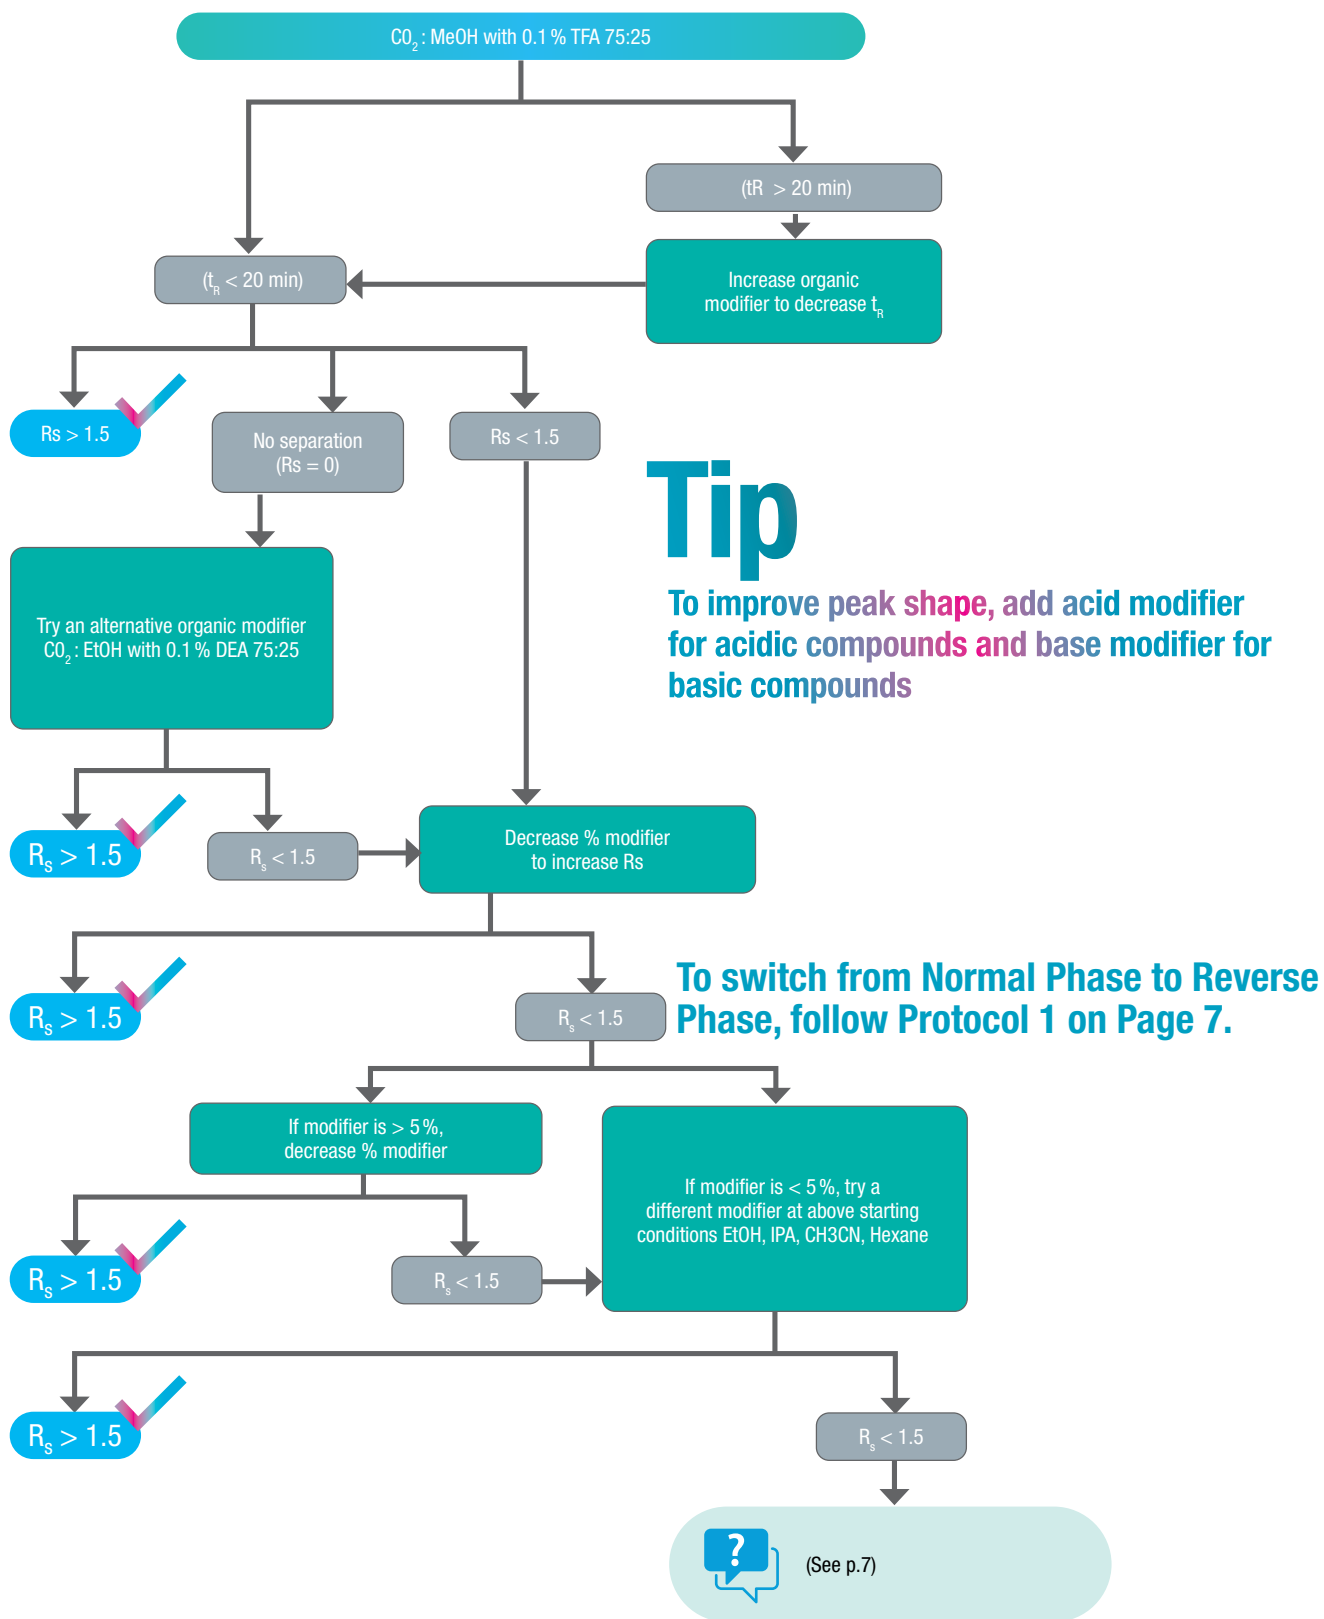 CO2 : MeOH with 0.1 % TFA 75:25
(tR > 20 min)
(tR < 20 min)
Increase organic
modifier to decrease tR
Rs > 1.5
No separation
(Rs = 0)
Rs < 1.5
Tip
To improve peak shape, add acid modifier
for acidic compounds and base modifier for
basic compounds
Try an alternative organic modifier
CO2 : EtOH with 0.1 % DEA 75:25
Rs > 1.5
Rs < 1.5
Decrease % modifier
to increase Rs
Rs > 1.5
Rs < 1.5
To switch from Normal Phase to Reverse
Phase, follow Protocol 1 on Page 7.
If modifier is > 5 %,
decrease % modifier
If modifier is < 5 %, try a
different modifier at above starting
conditions EtOH, IPA, CH3CN, Hexane
Rs > 1.5
Rs < 1.5
Rs > 1.5
Rs < 1.5
?
(See p.7)